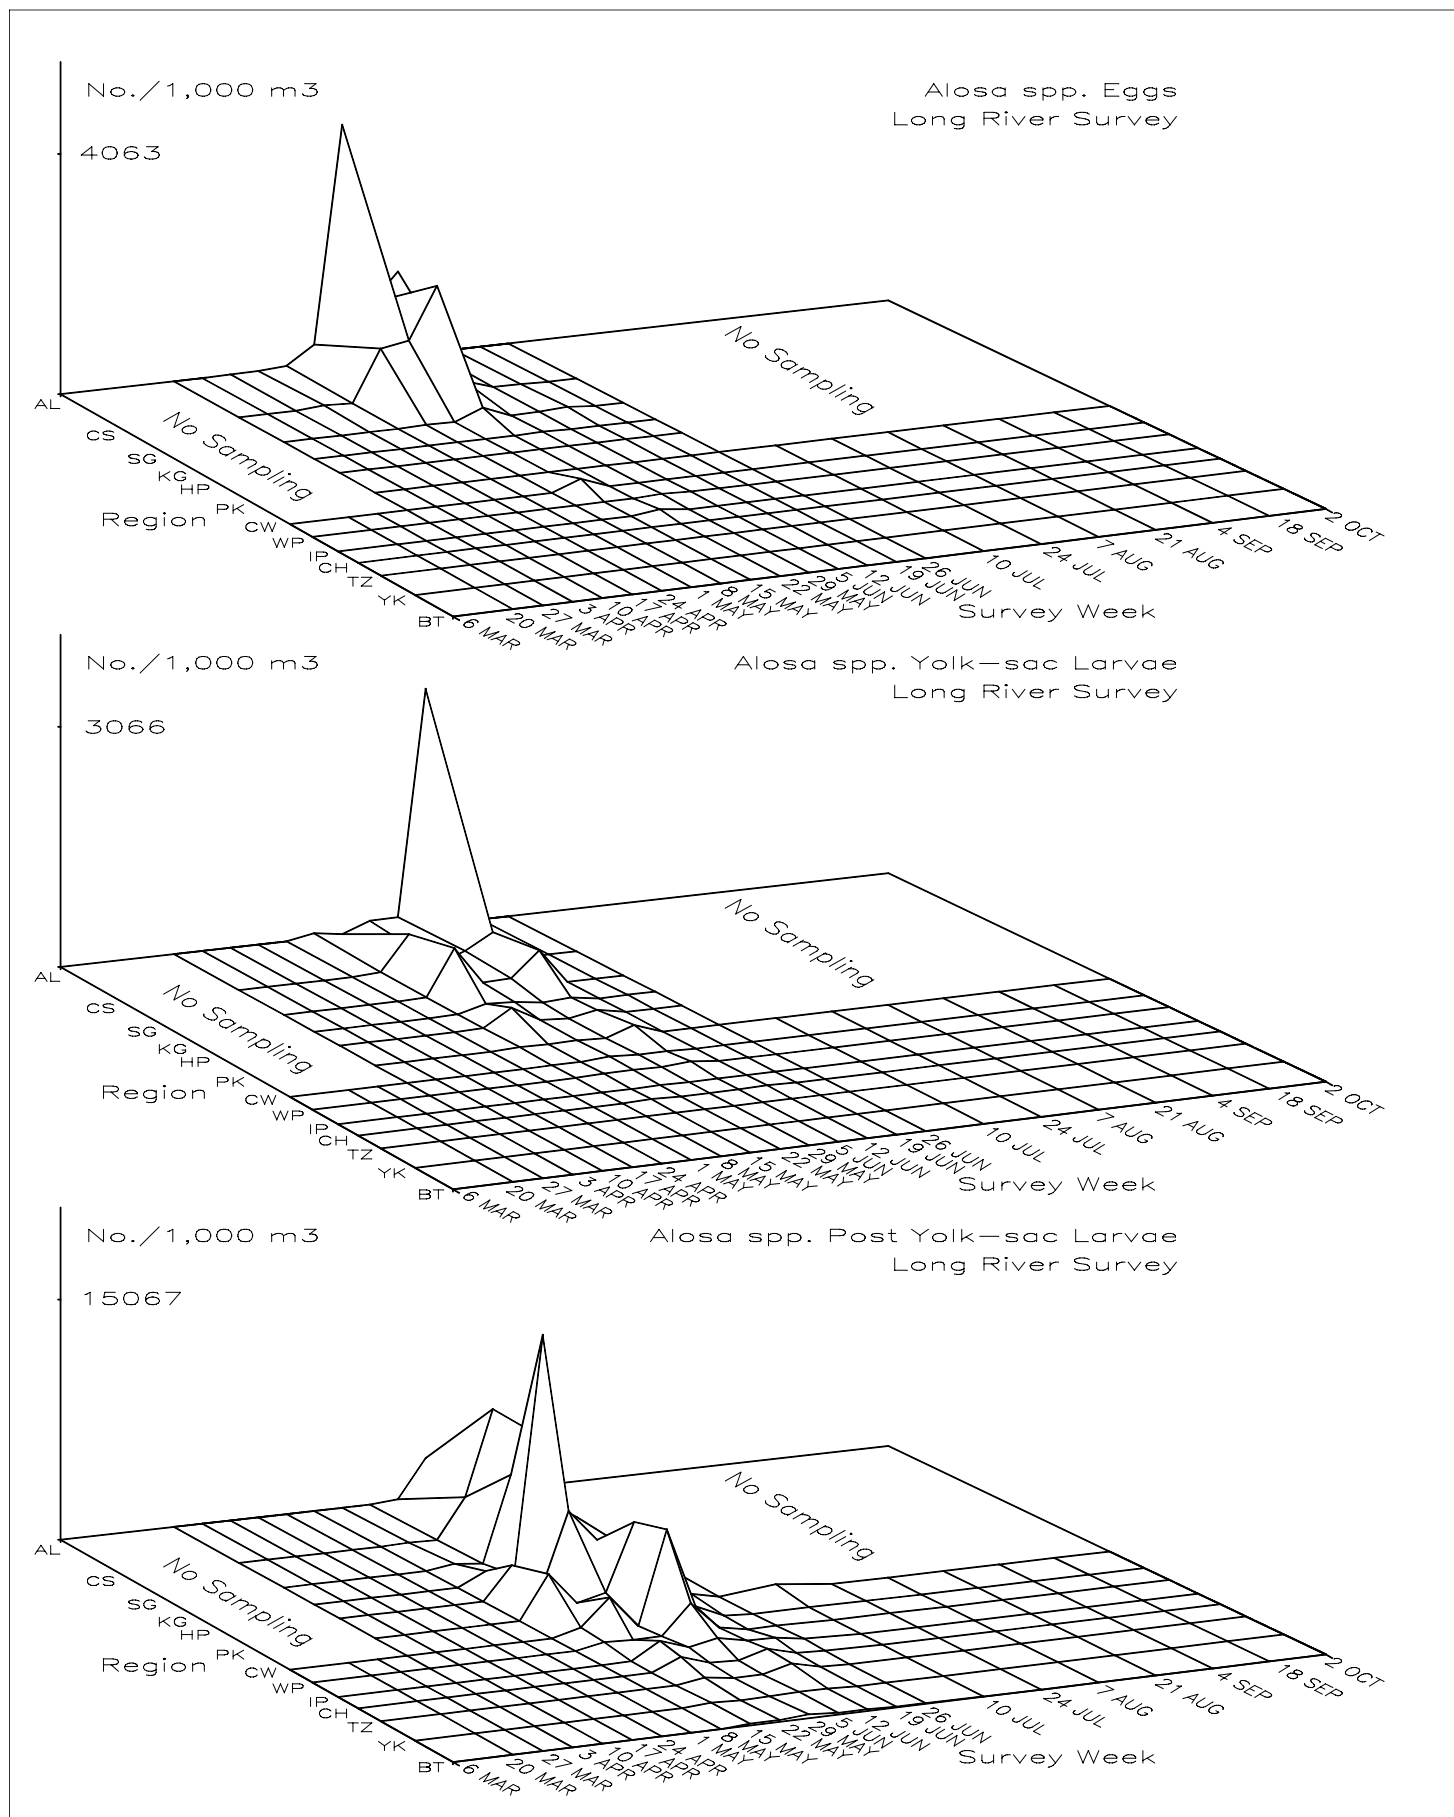 No./1,000 m3
Alosa spp. Eggs
Long River Survey
4063
No Sampling
AL
CS
SG
KG
HP
PK
CW
WP
IP
CH
TZ
YK
BT
No Sampling
Region
6 MAR
20 MAR
27 MAR
3 APR
10 APR
17 APR
24 APR
1 MAY
8 MAY
15 MAY
22 MAY
29 MAY
5 JUN
12 JUN
19 JUN
26 JUN
10 JUL
24 JUL
7 AUG
21 AUG
4 SEP
18 SEP
2 OCT
Survey Week
No./1,000 m3
Alosa spp. Yolk-sac Larvae
Long River Survey
3066
No Sampling
AL
CS
SG
KG
HP
PK
CW
WP
IP
CH
TZ
YK
BT
No Sampling
Region
6 MAR
20 MAR
27 MAR
3 APR
10 APR
17 APR
24 APR
1 MAY
8 MAY
15 MAY
22 MAY
29 MAY
5 JUN
12 JUN
19 JUN
26 JUN
10 JUL
24 JUL
7 AUG
21 AUG
4 SEP
18 SEP
2 OCT
Survey Week
No./1,000 m3
Alosa spp. Post Yolk-sac Larvae
Long River Survey
15067
No Sampling
AL
CS
SG
KG
HP
PK
CW
WP
IP
CH
TZ
YK
BT
No Sampling
Region
6 MAR
20 MAR
27 MAR
3 APR
10 APR
17 APR
24 APR
1 MAY
8 MAY
15 MAY
22 MAY
29 MAY
5 JUN
12 JUN
19 JUN
26 JUN
10 JUL
24 JUL
7 AUG
21 AUG
4 SEP
18 SEP
2 OCT
Survey Week